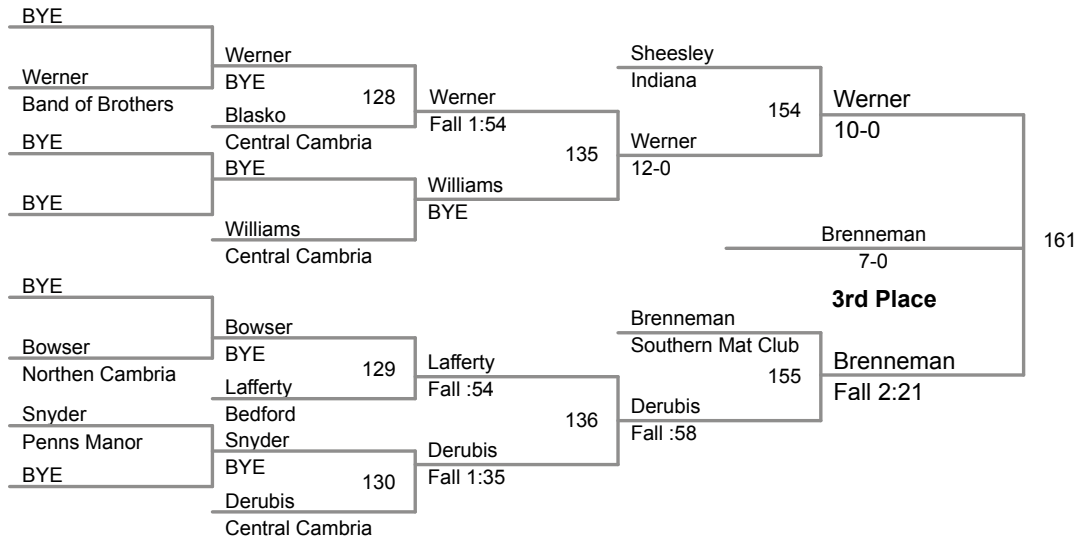 BYE
Werner
Band of Brothers
BYE
BYE
BYE
Bowser
Northen Cambria
Snyder
Penns Manor
BYE
Werner
BYE
128
Blasko
Central Cambria
BYE
Williams
Central Cambria
Bowser
BYE
129
Lafferty
Bedford
Snyder
BYE
130
Derubis
Central Cambria
Werner
Fall 1:54
135
Williams
BYE
Lafferty
Fall :54
136
Derubis
Fall 1:35
Sheesley
Indiana
154
Werner
12-0
Brenneman
Southern Mat Club
155
Derubis
Fall :58
Werner
10-0
Brenneman
7-0
161
3rd Place
Brenneman
Fall 2:21